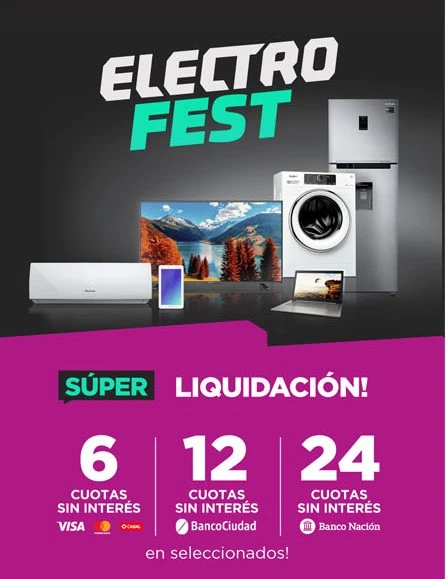 ELECTRO
FEST
SÚPER LIQUIDACIÓN!
6 12 24
CUOTAS CUOTAS CUOTAS
SIN INTERÉS SIN INTERÉS SIN INTERÉS
VISA CABAL BancoCiudad Banco Nación
en seleccionados!